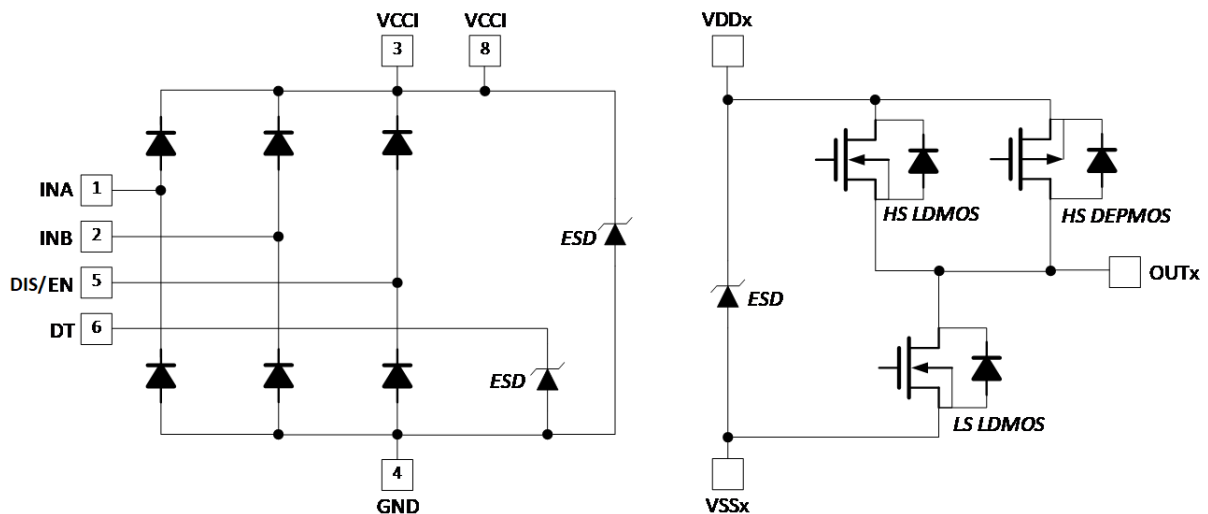 VCCI VCCI
3 8
INA 1
INB 2
DIS/EN 5
DT 6
ESD
ESD
4
GND
VDDx
HS LDMOS
HS DEPMOS
ESD
OUTx
LS LDMOS
VSSx